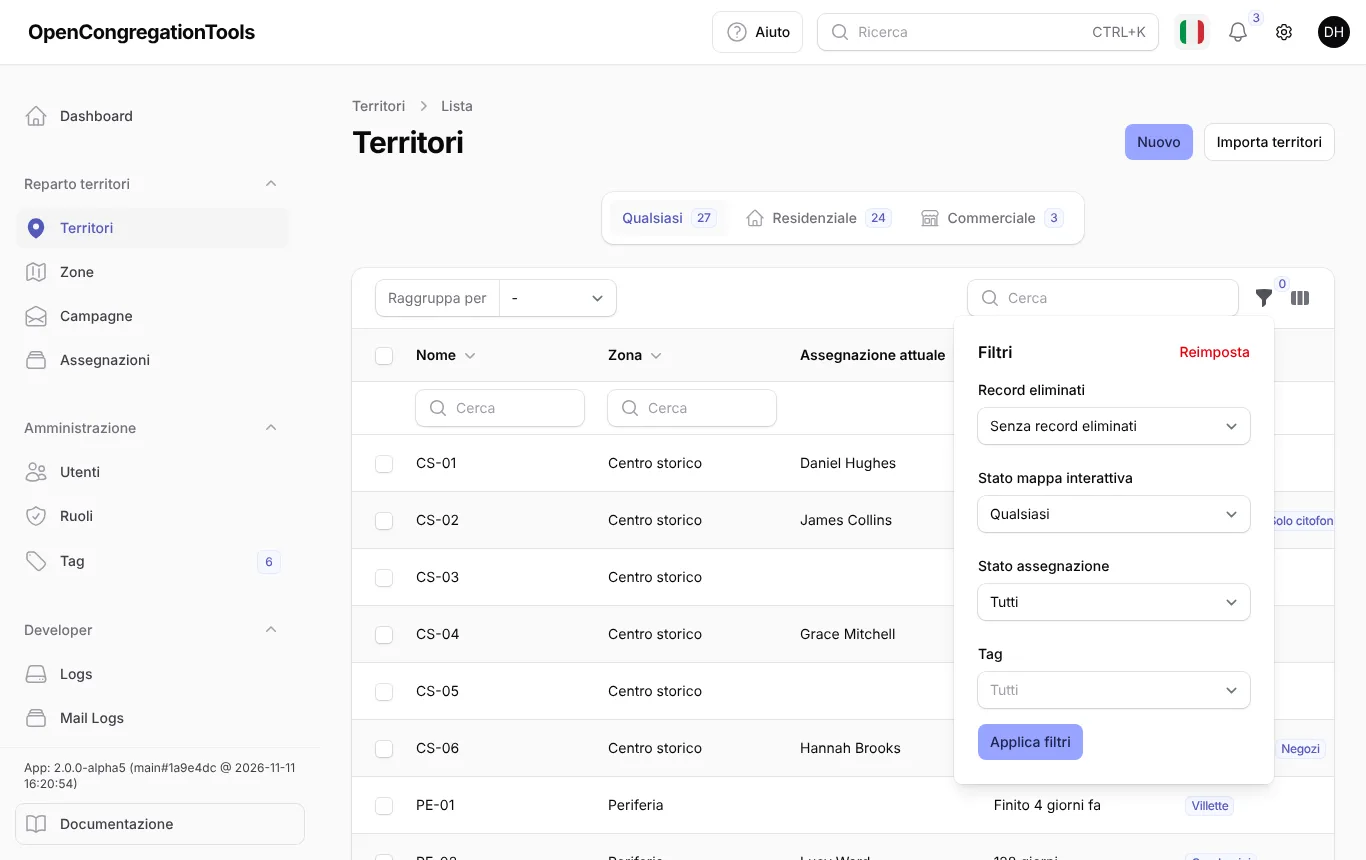 OpenCongregationTools
Aiuto
Ricerca
CTRL+K
3
DH
Dashboard
Reparto territori
Territori
Zone
Campagne
Assegnazioni
Amministrazione
Utenti
Ruoli
Tag
6
Developer
Logs
Mail Logs
App: 2.0.0-alpha5 (main#1a9e4dc @ 2026-11-11
16:20:54)
Documentazione
Territori
Lista
Territori
Nuovo
Importa territori
Qualsiasi 27
Residenziale 24
Commerciale 3
Raggruppa per
-
Cerca
0
Nome
Zona
Assegnazione attuale
Cerca
Cerca
CS-01 Centro storico Daniel Hughes
CS-02 Centro storico James Collins Solo citofon
CS-03 Centro storico
CS-04 Centro storico Grace Mitchell
CS-05 Centro storico
CS-06 Centro storico Hannah Brooks Negozi
PE-01 Periferia Finito 4 giorni fa Villette
Periferia
Filtri
Reimposta
Record eliminati
Senza record eliminati
Stato mappa interattiva
Qualsiasi
Stato assegnazione
Tutti
Tag
Tutti
Applica filtri